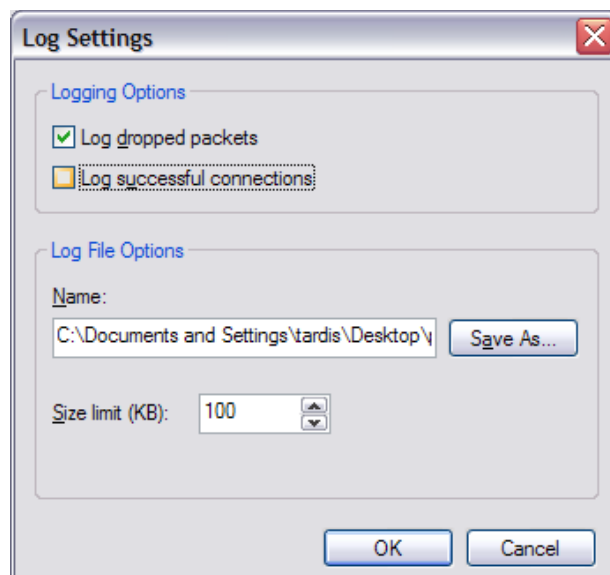 Log Settings
Logging Options
Log dropped packets
Log successful connections
Log File Options
Name:
C:\Documents and Settings\tardis\Desktop\
Save As...
Size limit (KB):
100
OK
Cancel